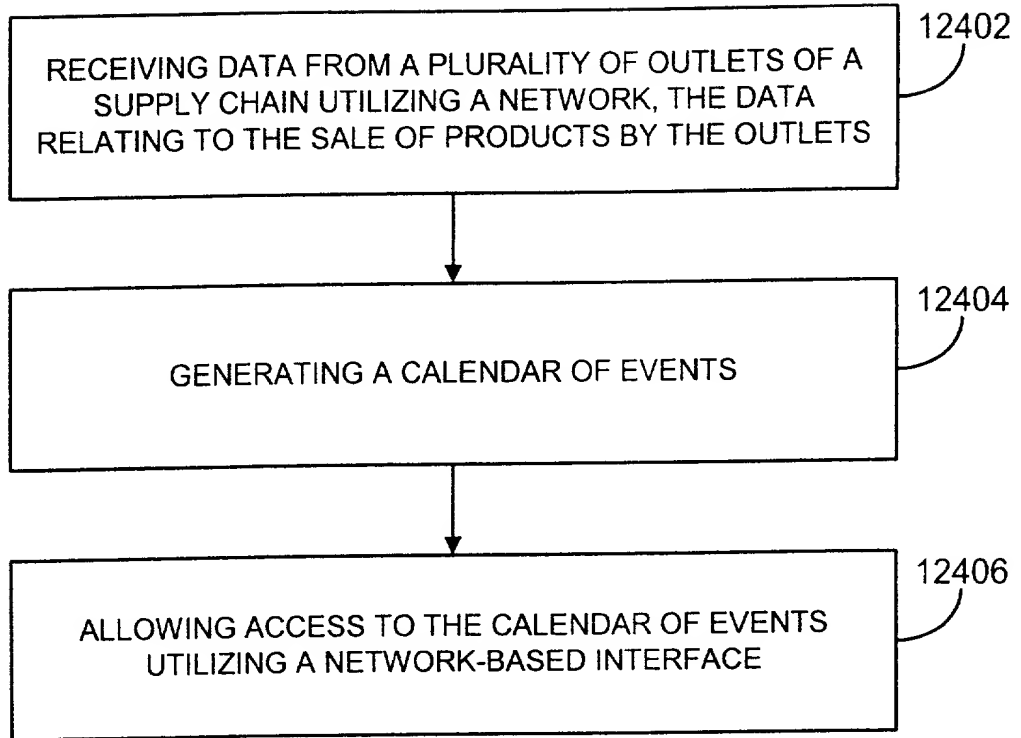 12402
RECEIVING DATA FROM A PLURALITY OF OUTLETS OF A
SUPPLY CHAIN UTILIZING A NETWORK, THE DATA
RELATING TO THE SALE OF PRODUCTS BY THE OUTLETS
12404
GENERATING A CALENDAR OF EVENTS
12406
ALLOWING ACCESS TO THE CALENDAR OF EVENTS
UTILIZING A NETWORK-BASED INTERFACE